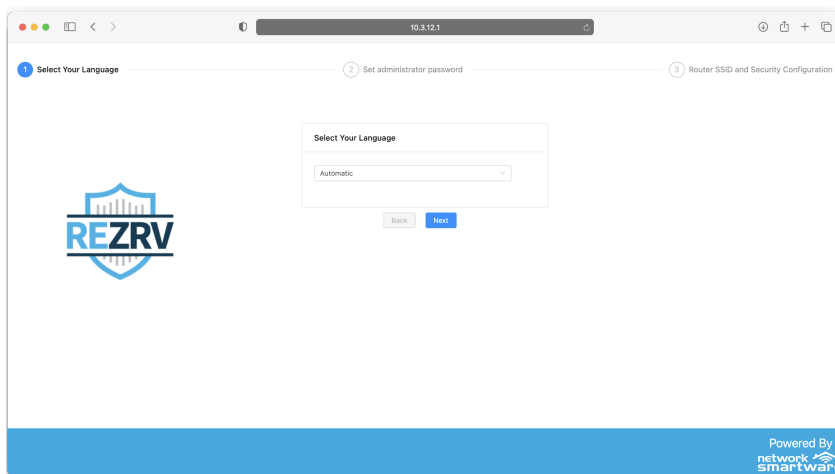 10.3.12.1
1 Select Your Language
2 Set administrator password
3 Router SSID and Security Configuration
Select Your Language
Automatic
Back Next
REZRV
Powered By
network
smartwar